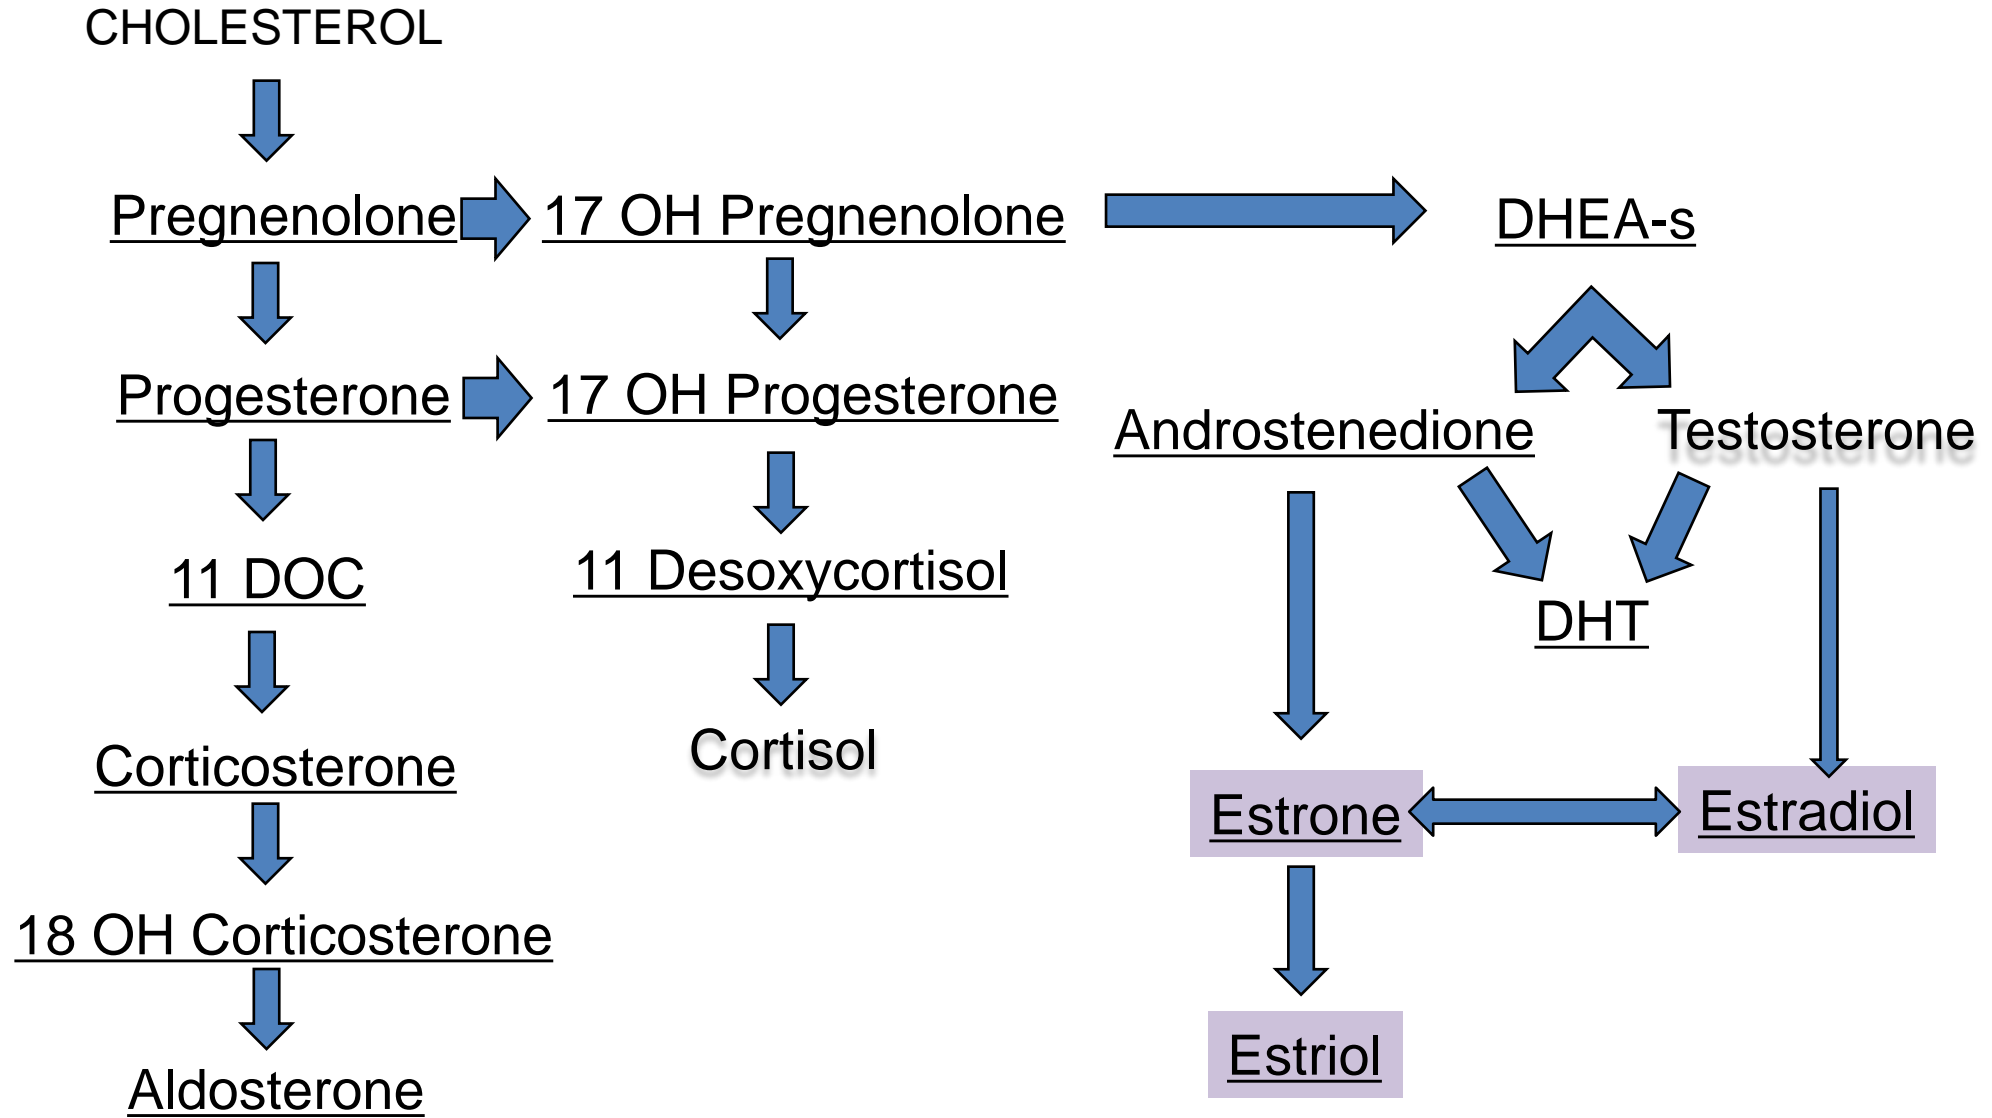 CHOLESTEROL
Pregnenolone
17 OH Pregnenolone
DHEA-s
Progesterone
17 OH Progesterone
Androstenedione
Testosterone
11 DOC
11 Desoxycortisol
DHT
Corticosterone
Cortisol
Estrone
Estradiol
18 OH Corticosterone
Estriol
Aldosterone